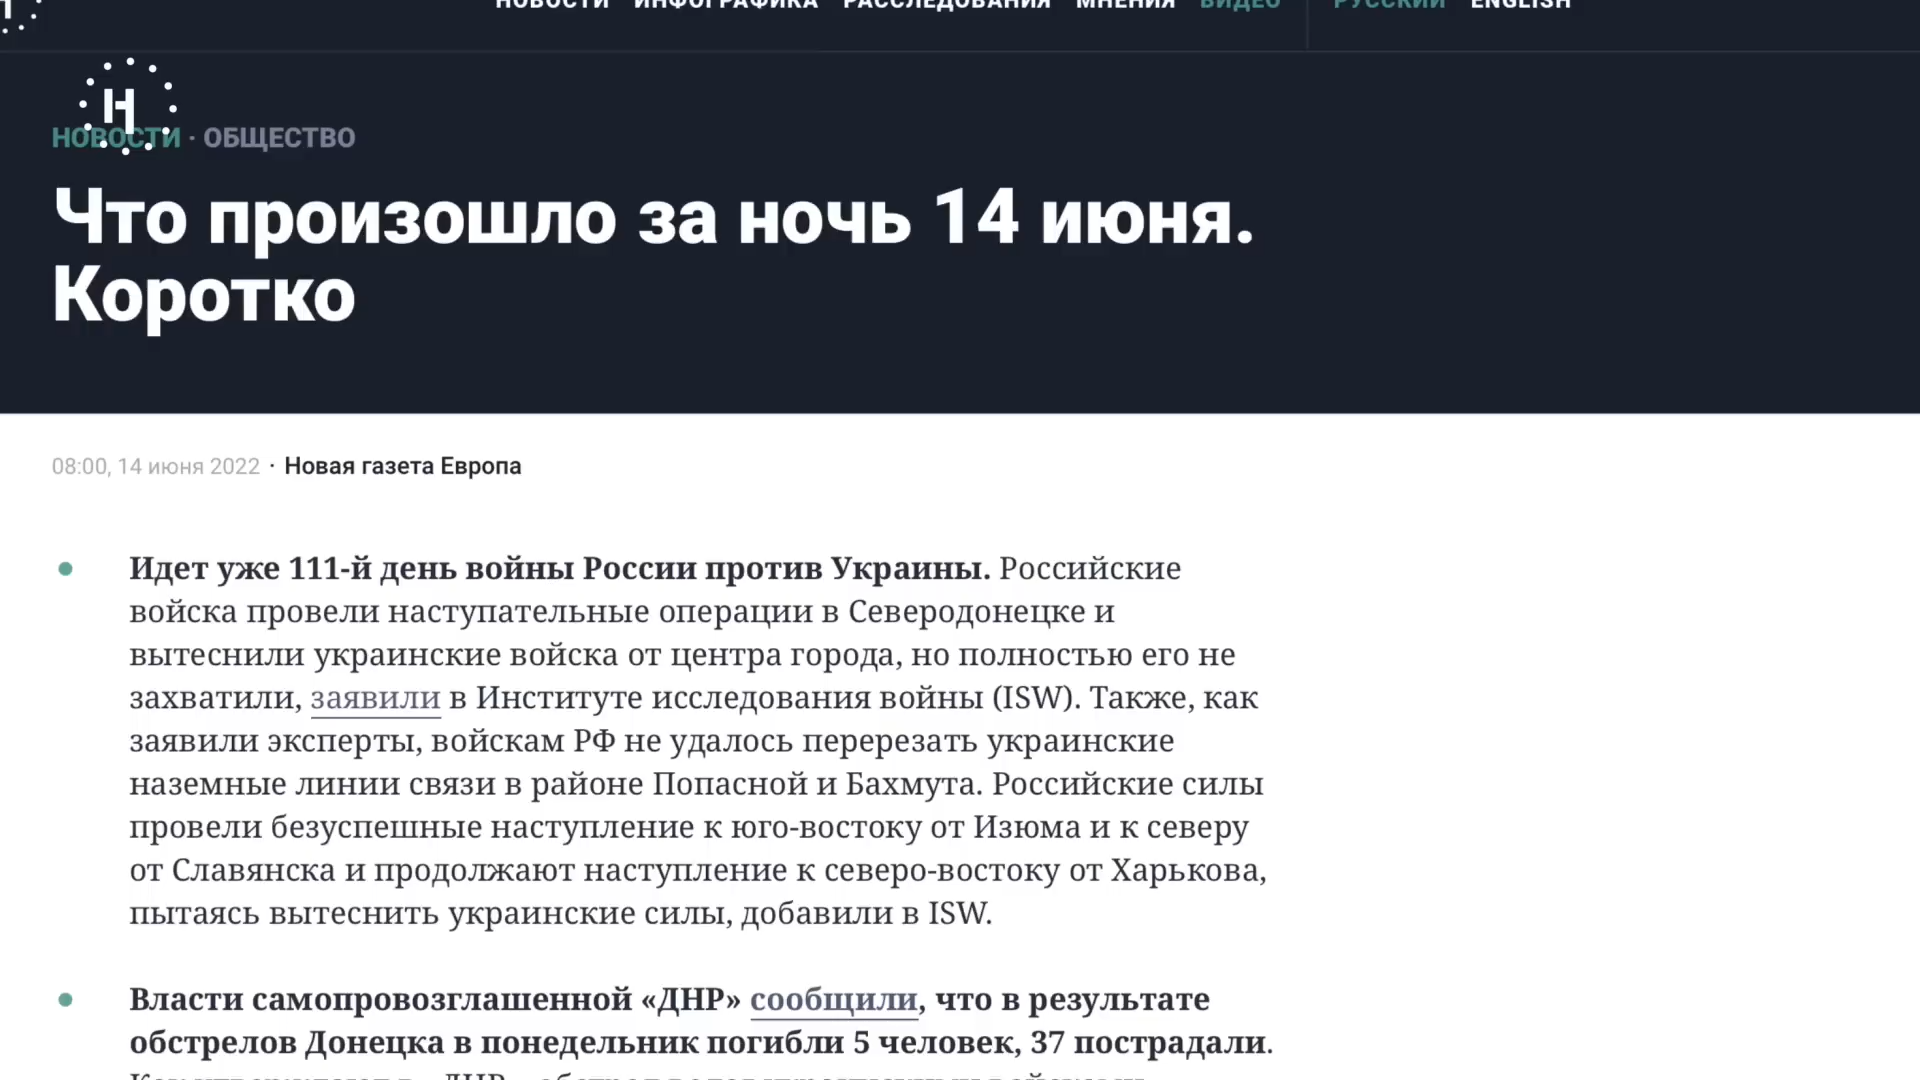 НОВОСТИ ИНФОГРАФИКА РАССЛЕДОВАНИЯ МНЕНИЯ ВИДЕО РУССКИЙ ENGLISH
НОВОСТИ · ОБЩЕСТВО
Что произошло за ночь 14 июня.
Коротко
08:00, 14 июня 2022 · Новая газета Европа
Идет уже 111-й день войны России против Украины. Российские
войска провели наступательные операции в Северодонецке и
вытеснили украинские войска от центра города, но полностью его не
захватили, заявили в Институте исследования войны (ISW). Также, как
заявили эксперты, войскам РФ не удалось перерезать украинские
наземные линии связи в районе Попасной и Бахмута. Российские силы
провели безуспешные наступление к юго-востоку от Изюма и к северу
от Славянска и продолжают наступление к северо-востоку от Харькова,
пытаясь вытеснить украинские силы, добавили в ISW.
Власти самопровозглашенной «ДНР» сообщили, что в результате
обстрелов Донецка в понедельник погибли 5 человек, 37 пострадали.